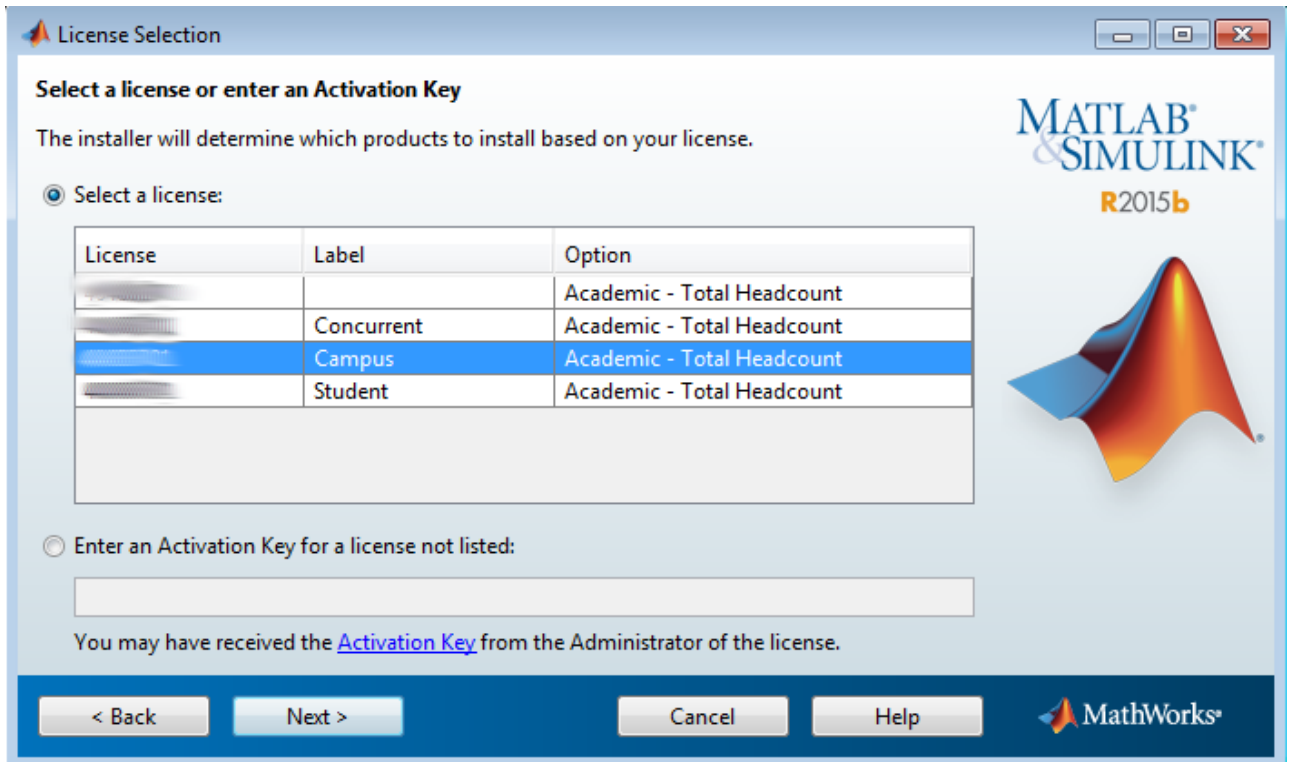 License Selection
Select a license or enter an Activation Key
The installer will determine which products to install based on your license.
MATLAB®
&SIMULINK®
R2015b
Select a license:
License Label Option
Academic - Total Headcount
Concurrent Academic - Total Headcount
Campus Academic - Total Headcount
Student Academic - Total Headcount
Enter an Activation Key for a license not listed:
You may have received the Activation Key from the Administrator of the license.
< Back Next > Cancel Help MathWorks®